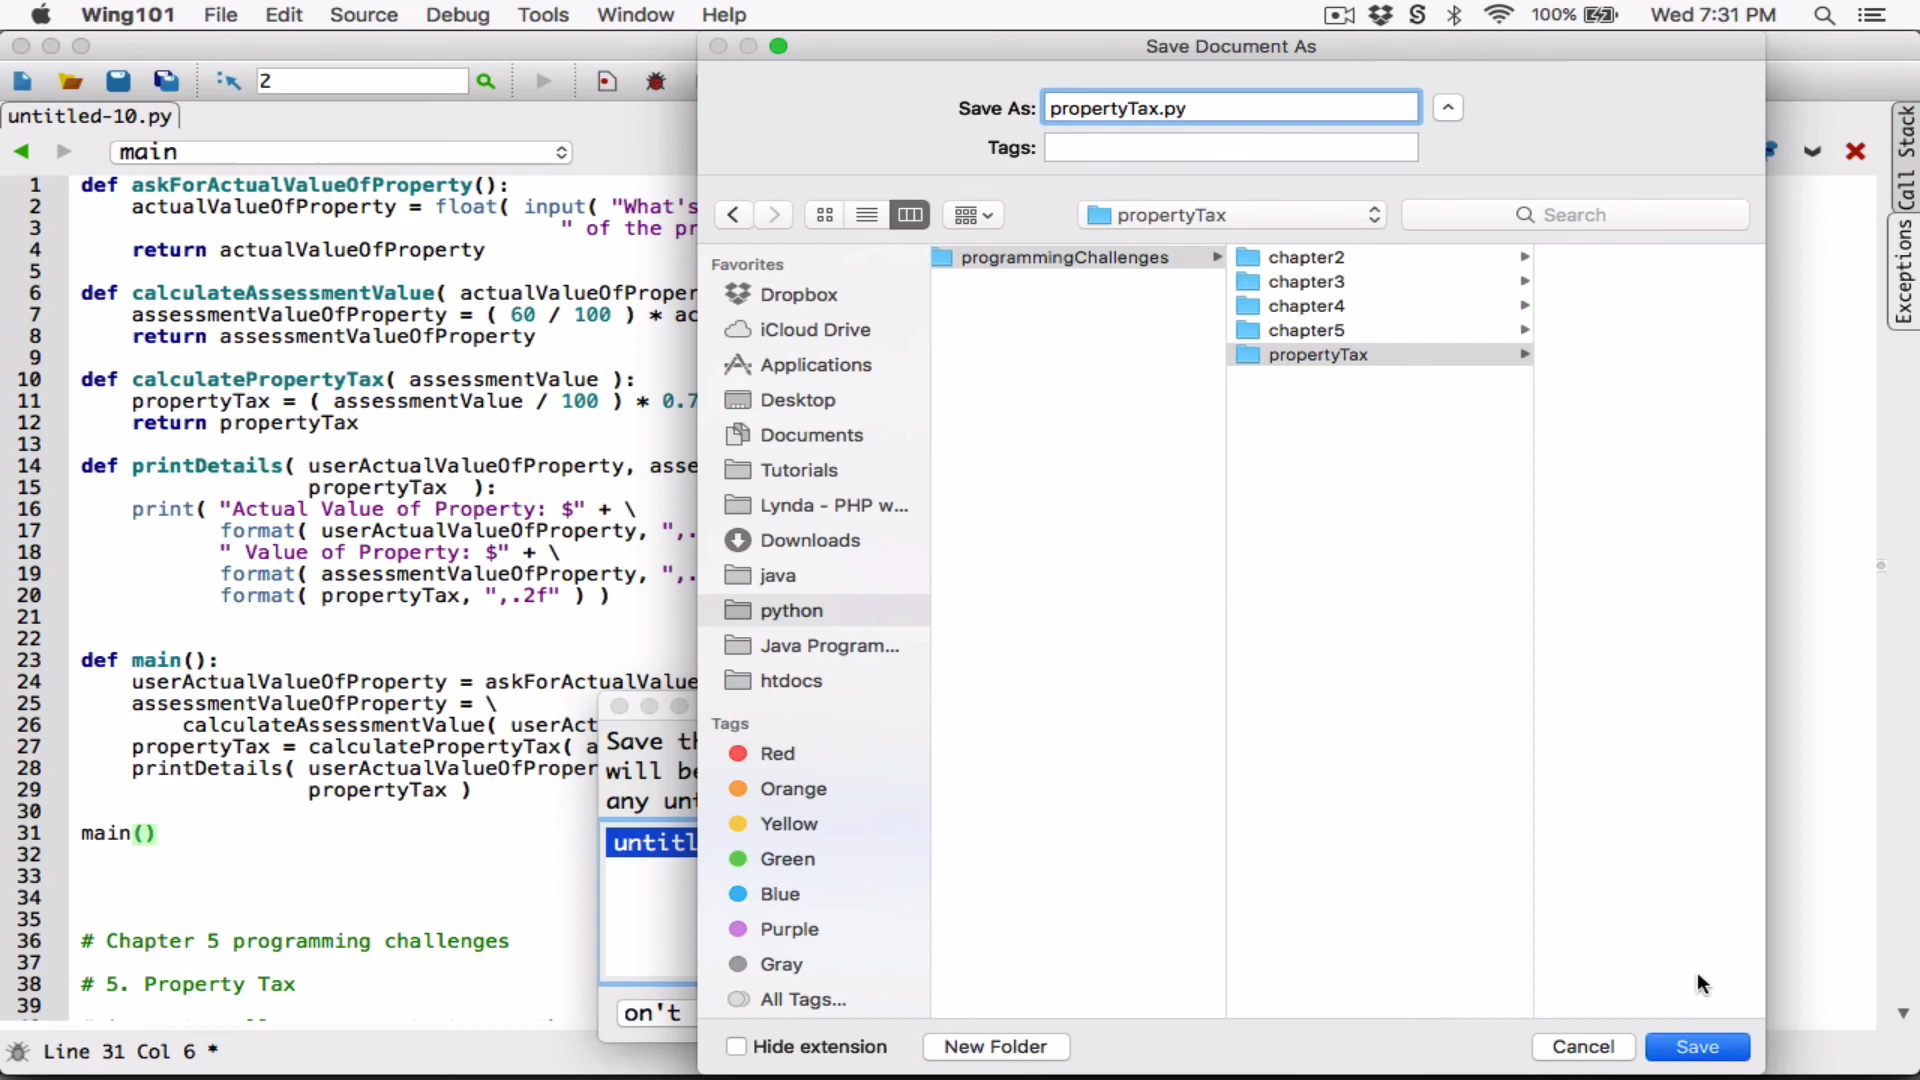 Wing101 File Edit Source Debug Tools Window Help 100% Wed 7:31 PM
Save Document As
2
untitled-10.py
main
Save As: propertyTax.py
Tags:
propertyTax
Search
1 def askForActualValueOfProperty():
2 actualValueOfProperty = float( input( "What's
3 " of the pr
4 return actualValueOfProperty
5
6 def calculateAssessmentValue( actualValueOfProper
7 assessmentValueOfProperty = ( 60 / 100 ) * ac
8 return assessmentValueOfProperty
9
10 def calculatePropertyTax( assessmentValue ):
11 propertyTax = ( assessmentValue / 100 ) * 0.7
12 return propertyTax
13
14 def printDetails( userActualValueOfProperty, asse
15 propertyTax ):
16 print( "Actual Value of Property: $" + \
17 format( userActualValueOfProperty, ",.
18 " Value of Property: $" + \
19 format( assessmentValueOfProperty, ",.
20 format( propertyTax, ",.2f" ) )
21
22
23 def main():
24 userActualValueOfProperty = askForActualValue
25 assessmentValueOfProperty = \
26 calculateAssessmentValue( userAct
27 propertyTax = calculatePropertyTax( a
28 printDetails( userActualValueOfProper
29 propertyTax )
30
31 main()
32
33
34
35
36 # Chapter 5 programming challenges
37
38 # 5. Property Tax
39
Line 31 Col 6 *
Save th
will be
any unt
untitl
on't
Favorites
Dropbox
iCloud Drive
Applications
Desktop
Documents
Tutorials
Lynda - PHP w...
Downloads
java
python
Java Program...
htdocs
Tags
Red
Orange
Yellow
Green
Blue
Purple
Gray
All Tags...
programmingChallenges
chapter2
chapter3
chapter4
chapter5
propertyTax
Hide extension
New Folder
Cancel
Save
Call Stack
Exceptions